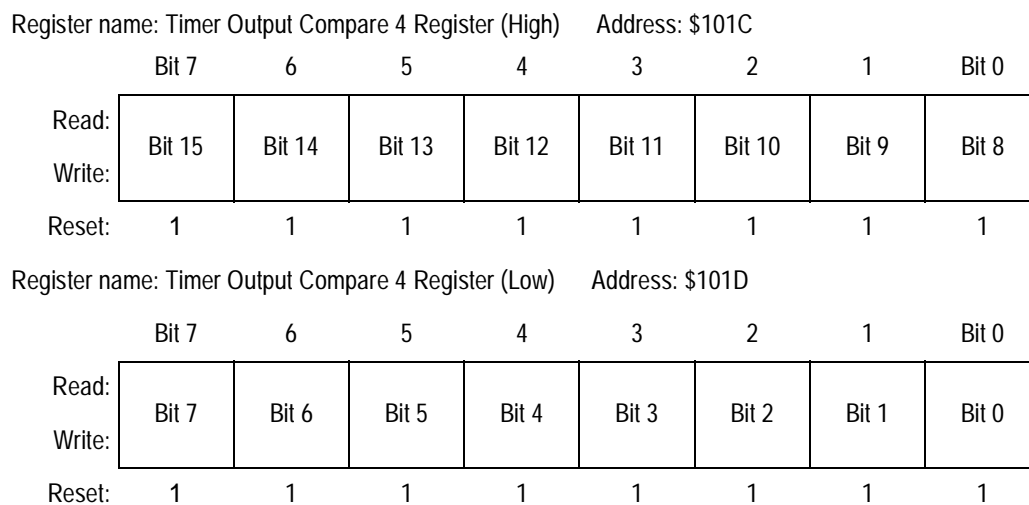 Register name: Timer Output Compare 4 Register (High) Address: $101C
Bit 7 6 5 4 3 2 1 Bit 0
Read:
Bit 15 Bit 14 Bit 13 Bit 12 Bit 11 Bit 10 Bit 9 Bit 8
Write:
Reset: 1 1 1 1 1 1 1 1
Register name: Timer Output Compare 4 Register (Low) Address: $101D
Bit 7 6 5 4 3 2 1 Bit 0
Read:
Bit 7 Bit 6 Bit 5 Bit 4 Bit 3 Bit 2 Bit 1 Bit 0
Write:
Reset: 1 1 1 1 1 1 1 1